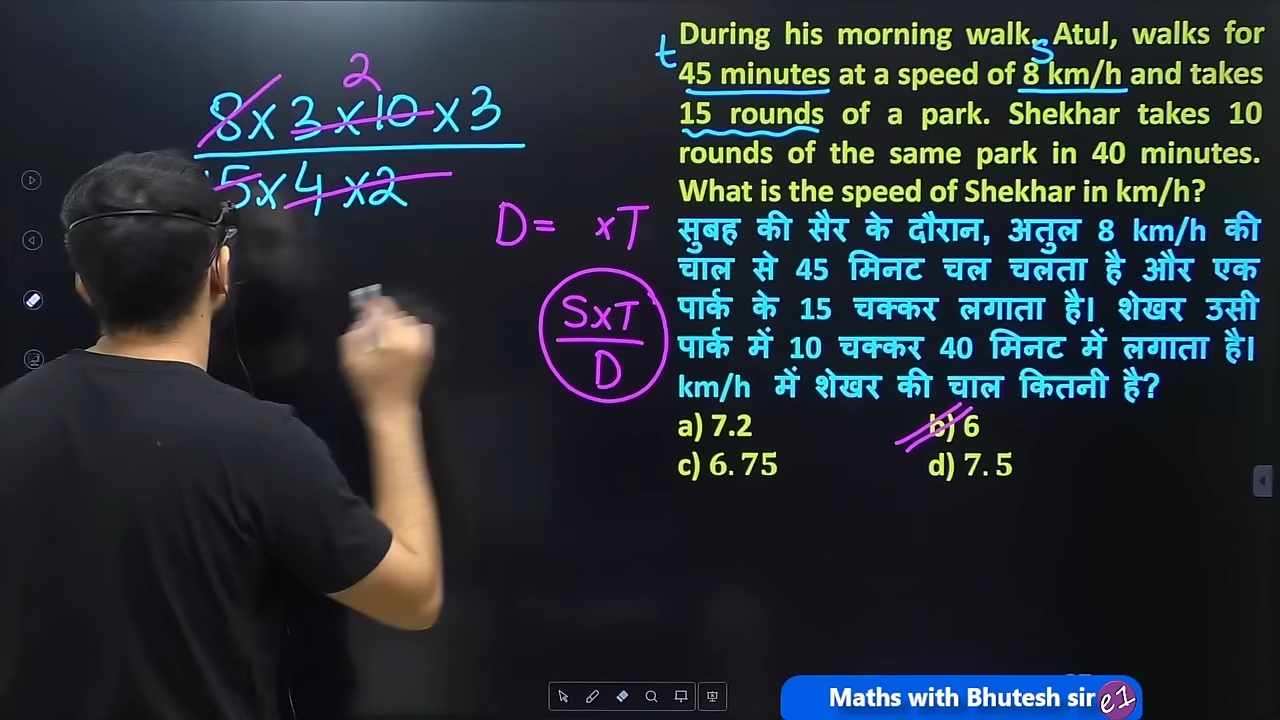 2
8x 3x10x3
5x4x2
D= xT
SxT
D
t
s
During his morning walk, Atul, walks for
45 minutes at a speed of 8 km/h and takes
15 rounds of a park. Shekhar takes 10
rounds of the same park in 40 minutes.
What is the speed of Shekhar in km/h?
सुबह की सैर के दौरान, अतुल 8 km/h की
चाल से 45 मिनट चल चलता है और एक
पार्क के 15 चक्कर लगाता है। शेखर उसी
पार्क में 10 चक्कर 40 मिनट में लगाता है।
km/h में शेखर की चाल कितनी है?
a) 7.2 b) 6
c) 6.75 d) 7.5
Maths with Bhutesh sir e1